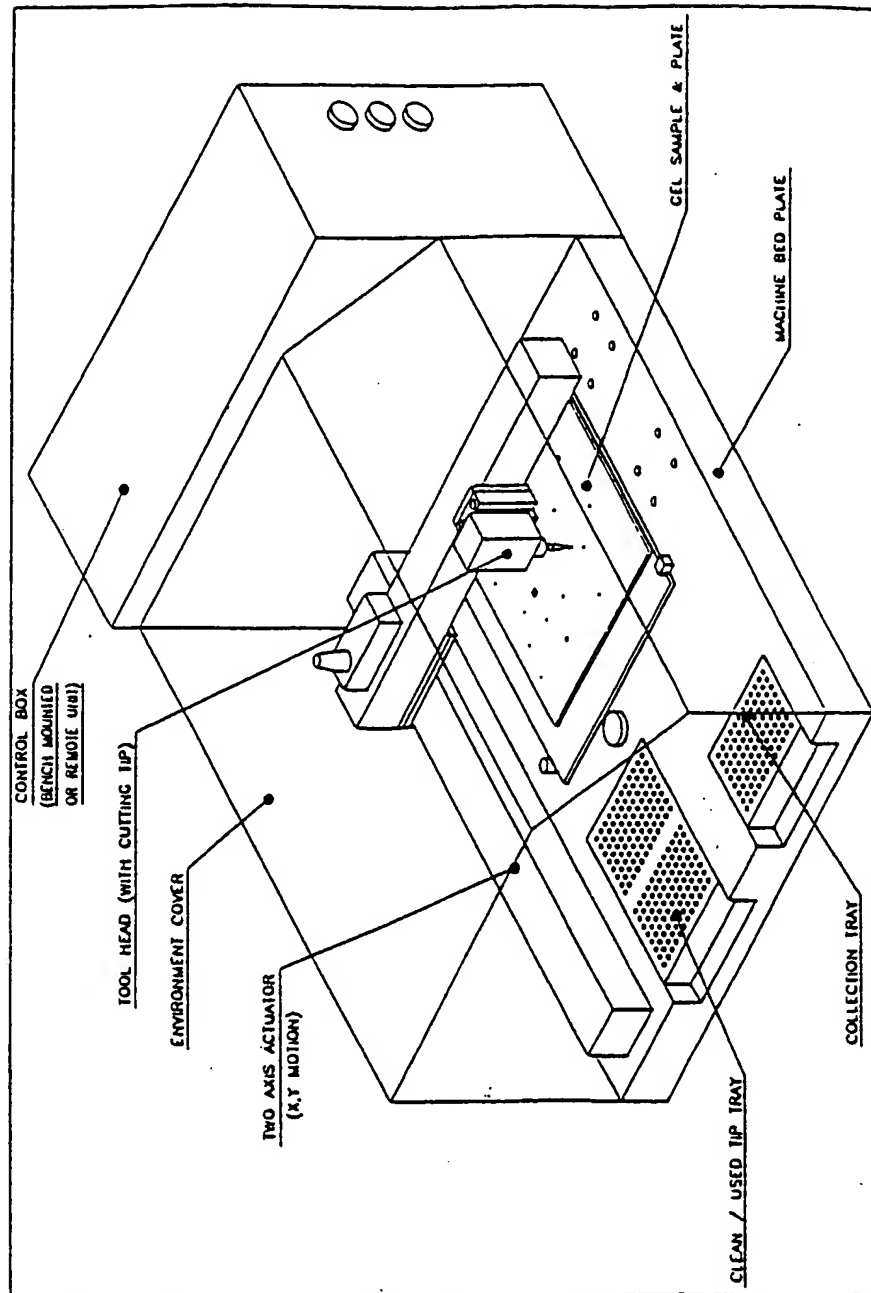 CONTROL BOX
(BENCH MOUNTED
OR REMOTE UNIT)
TOOL HEAD (WITH CUTTING TIP)
ENVIRONMENT COVER
TWO AXIS ACTUATOR
(X,Y MOTION)
CLEAN / USED TIP TRAY
COLLECTION TRAY
MACHINE BED PLATE
GEL SAMPLE & PLATE